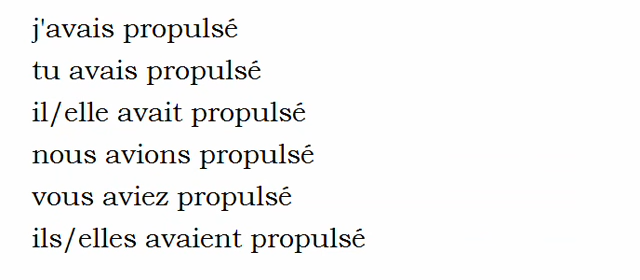 j'avais propulsé
tu avais propulsé
il/elle avait propulsé
nous avions propulsé
vous aviez propulsé
ils/elles avaient propulsé